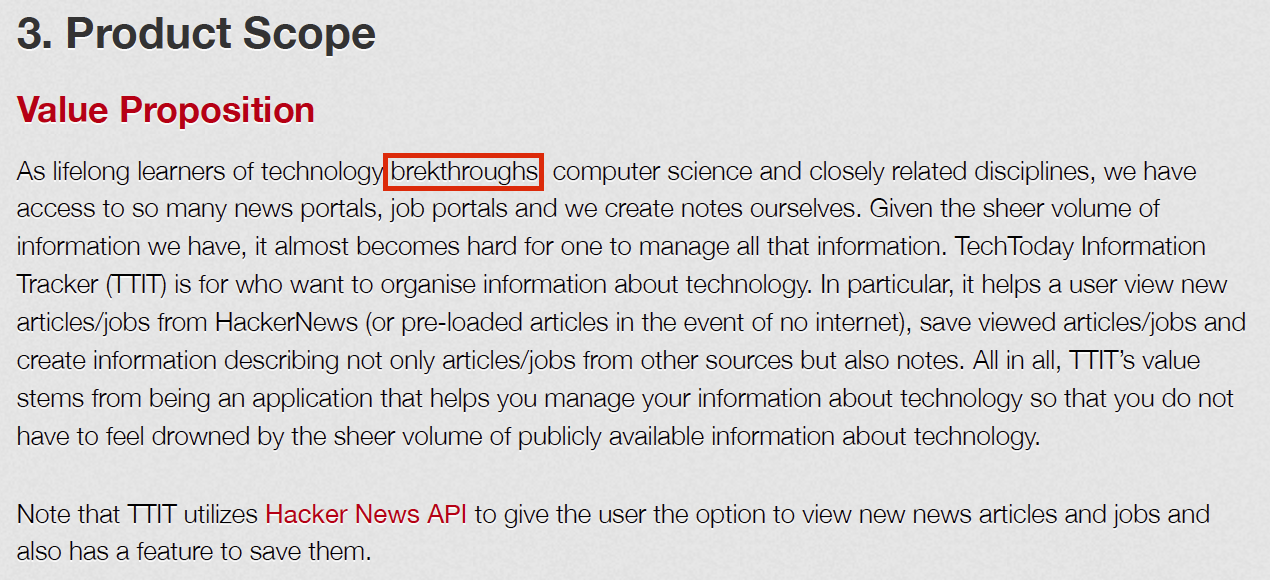 3. Product Scope
Value Proposition
As lifelong learners of technology brekthroughs computer science and closely related disciplines, we have
access to so many news portals, job portals and we create notes ourselves. Given the sheer volume of
information we have, it almost becomes hard for one to manage all that information. TechToday Information
Tracker (TTIT) is for who want to organise information about technology. In particular, it helps a user view new
articles/jobs from HackerNews (or pre-loaded articles in the event of no internet), save viewed articles/jobs and
create information describing not only articles/jobs from other sources but also notes. All in all, TTIT’s value
stems from being an application that helps you manage your information about technology so that you do not
have to feel drowned by the sheer volume of publicly available information about technology.
Note that TTIT utilizes Hacker News API to give the user the option to view new news articles and jobs and
also has a feature to save them.